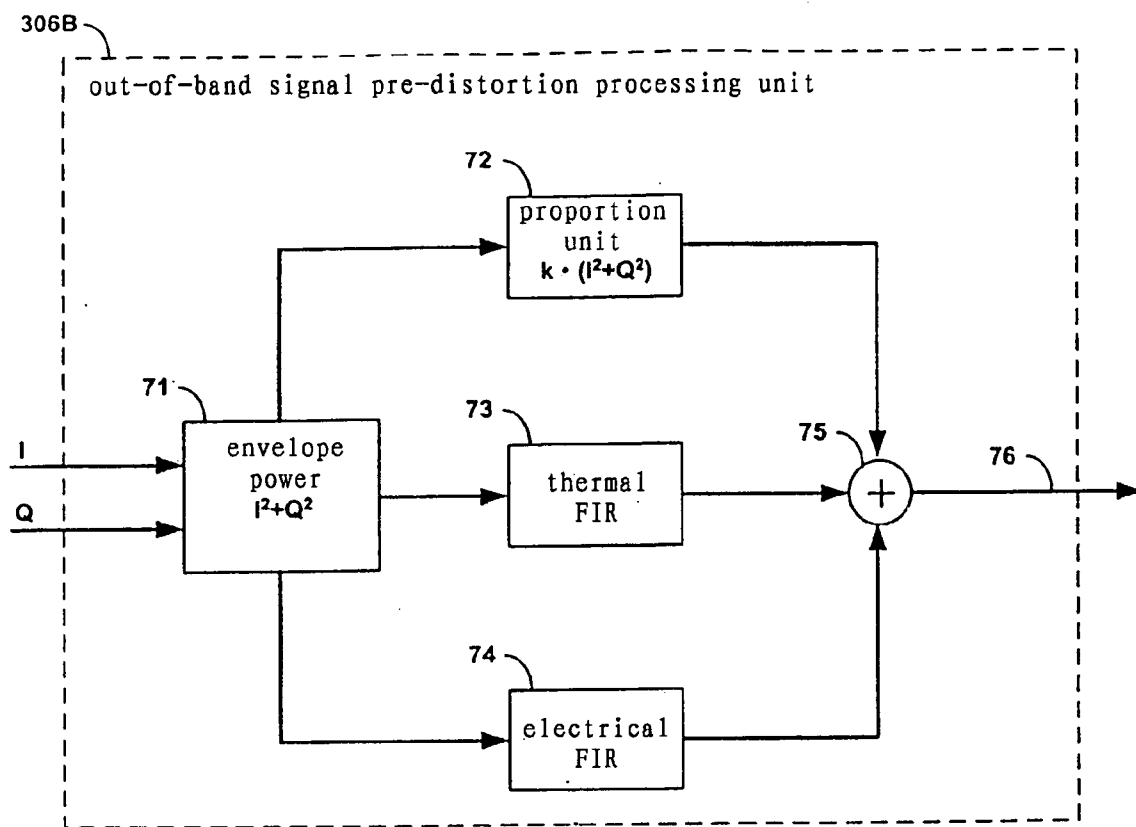 306B
out-of-band signal pre-distortion processing unit
72
proportion
unit
k · (I²+Q²)
71
envelope
power
I²+Q²
I
Q
73
thermal
FIR
75
+
76
74
electrical
FIR